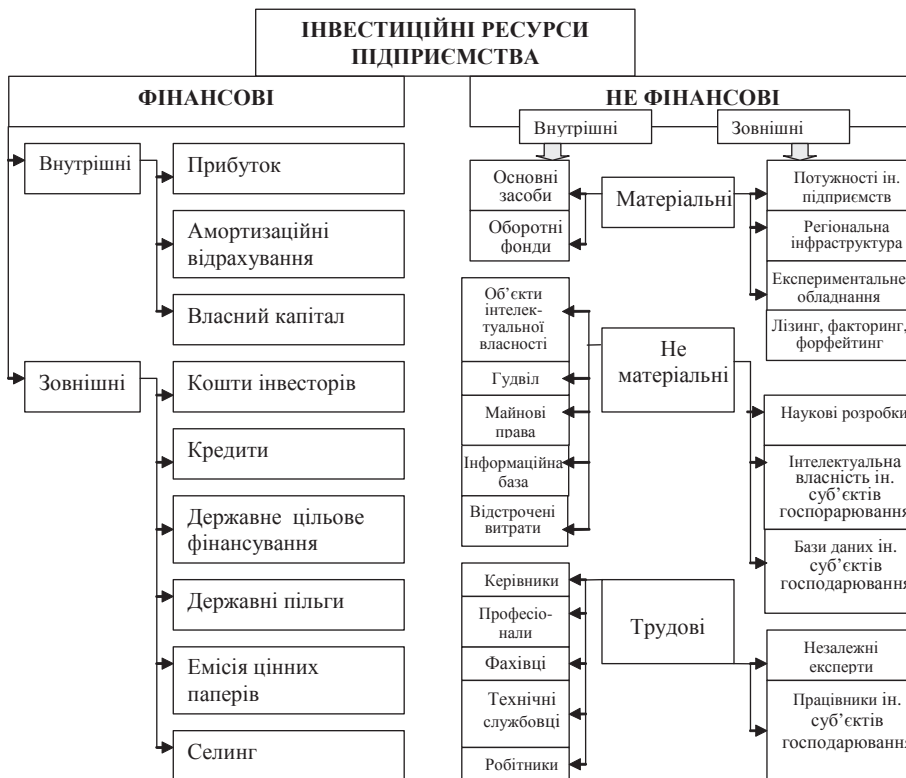 ІНВЕСТИЦІЙНІ РЕСУРСИ
ПІДПРИЄМСТВА
ФІНАНСОВІ
Внутрішні
Прибуток
Амортизаційні
відрахування
Власний капітал
Зовнішні
Кошти інвесторів
Кредити
Державне цільове
фінансування
Державні пільги
Емісія цінних
паперів
Селинг
НЕ ФІНАНСОВІ
Внутрішні
Зовнішні
Основні
засоби
Оборотні
фонди
Матеріальні
Потужності ін.
підприємств
Регіональна
інфраструктура
Експериментальне
обладнання
Лізинг, факторинг,
форфейтинг
Об’єкти
інтелек-
туальної
власності
Гудвіл
Майнові
права
Інформаційна
база
Відстрочені
витрати
Не
матеріальні
Наукові розробки
Інтелектуальна
власність ін.
суб’єктів
госпорарювання
Бази даних ін.
суб’єктів
господарювання
Керівники
Професіо-
нали
Фахівці
Технічні
службовці
Робітники
Трудові
Незалежні
експерти
Працівники ін.
суб’єктів
господарювання